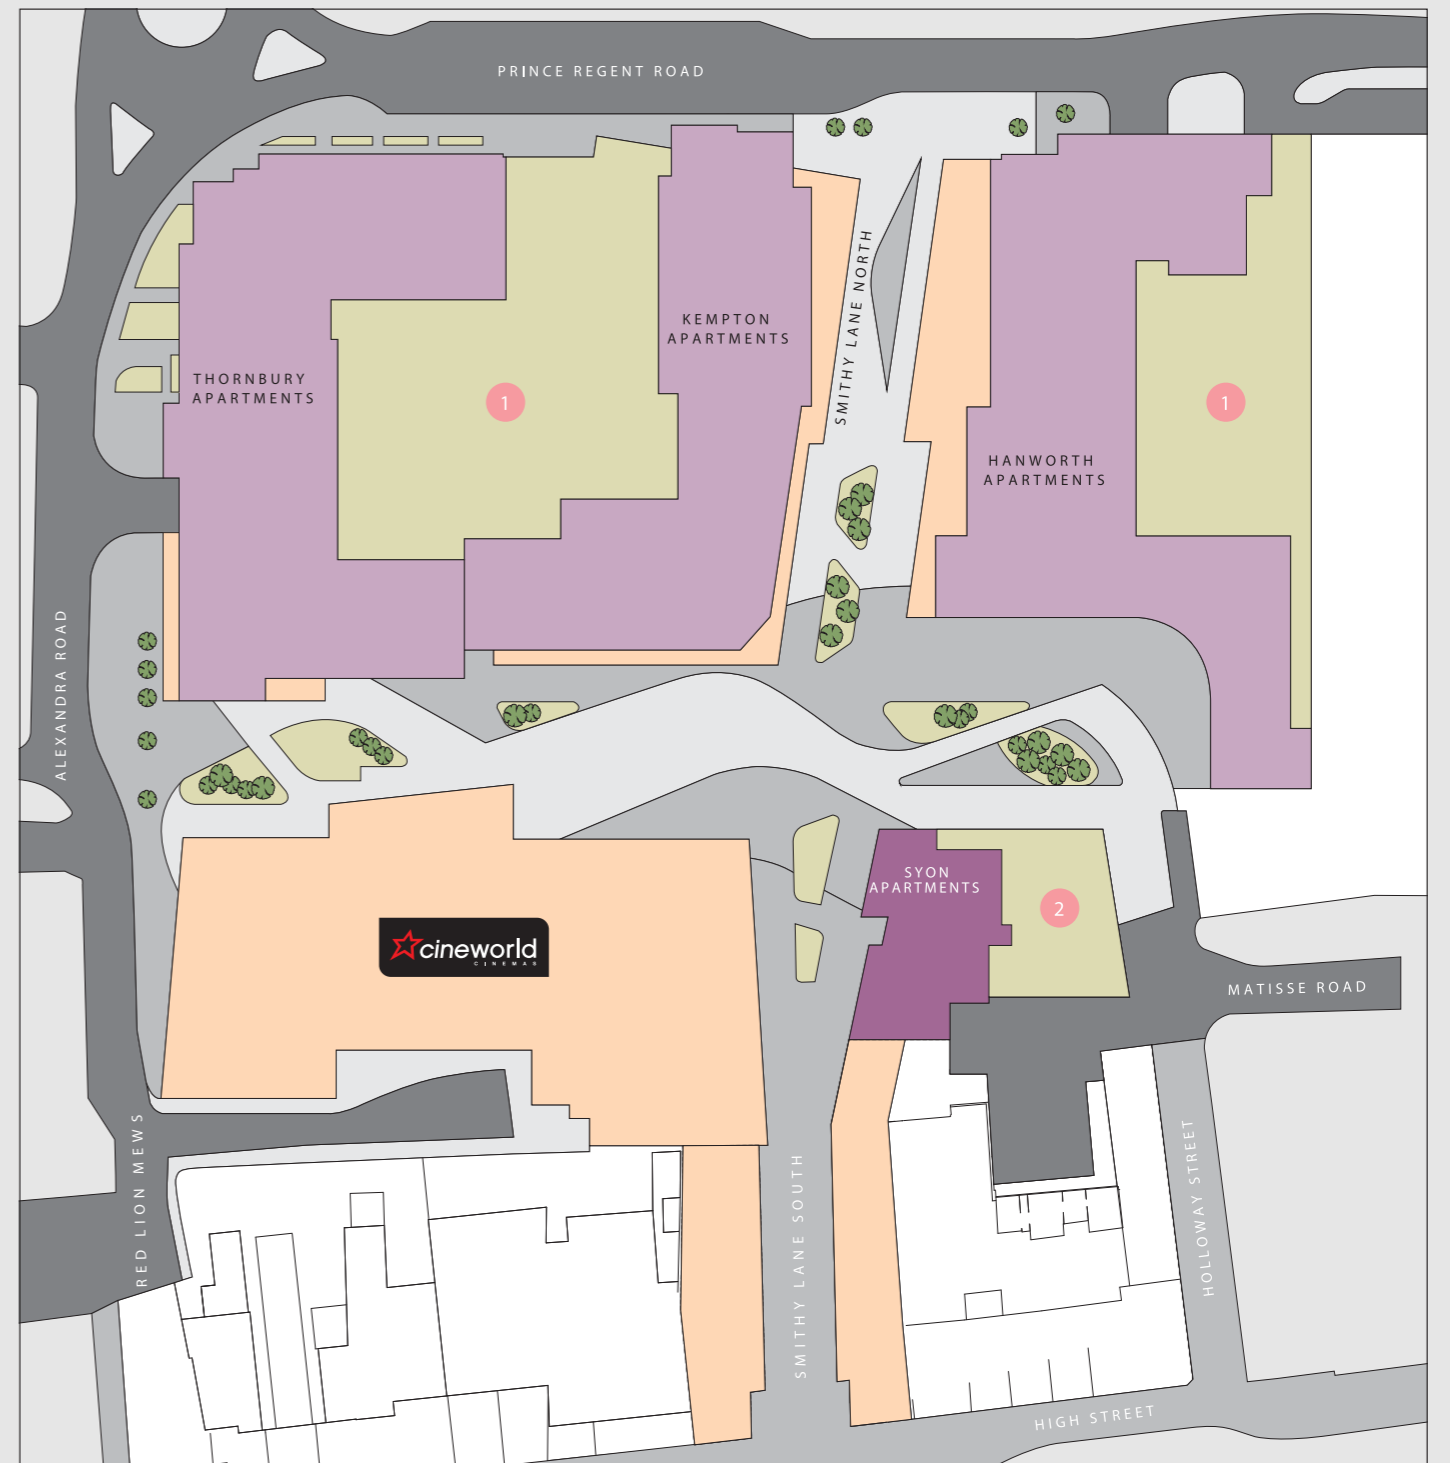 PRINCE REGENT ROAD
SMITHY LANE NORTH
KEMPTON
APARTMENTS
THORNBURY
APARTMENTS
1
1
HANWORTH
APARTMENTS
ALEXANDRA ROAD
SYON
APARTMENTS
2
cineworld
CINEMAS
MATISSE ROAD
RED LION MEWS
SMITHY LANE SOUTH
HOLLOWAY STREET
HIGH STREET